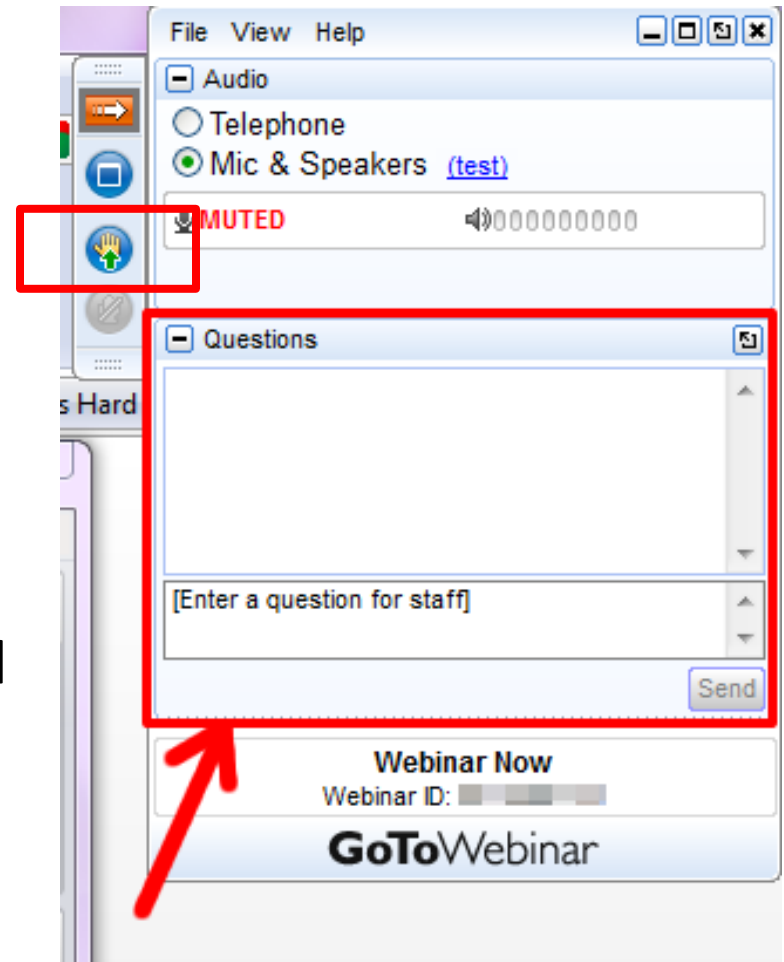 File View Help
Audio
Telephone
Mic & Speakers (test)
MUTED 000000000
Questions
s Hard
[Enter a question for staff]
Send
Webinar Now
Webinar ID:
GoToWebinar